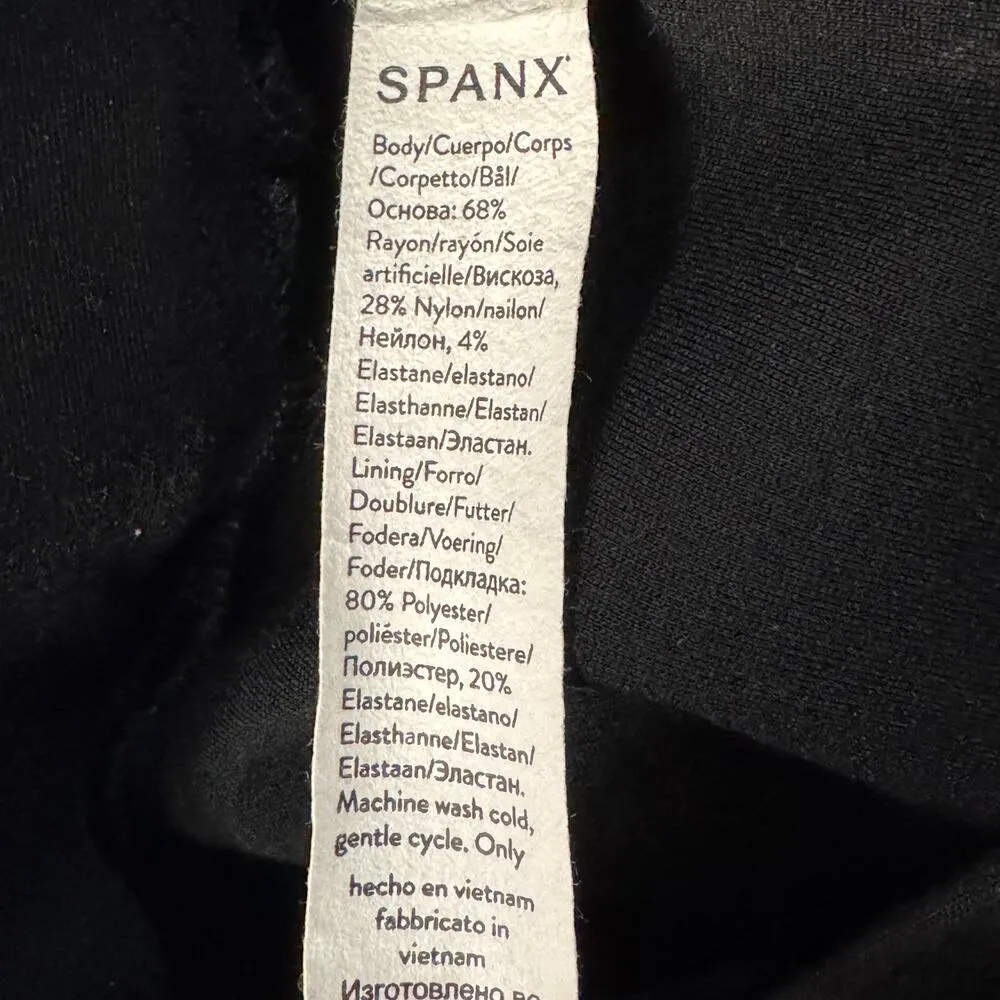 SPANX
Body/Cuerpo/Corps
/Corpetto/Bål/
Основа: 68%
Rayon/rayón/Soie
artificielle/Вискоза,
28% Nylon/nailon/
Нейлон, 4%
Elastane/elastano/
Elasthanne/Elastan/
Elastaan/Эластан.
Lining/Forro/
Doublure/Futter/
Fodera/Voering/
Foder/Подкладка:
80% Polyester/
poliéster/Poliestere/
Полиэстер, 20%
Elastane/elastano/
Elasthanne/Elastan/
Elastaan/Эластан.
Machine wash cold,
gentle cycle. Only
hecho en vietnam
fabbricato in
vietnam
Изготовлено во